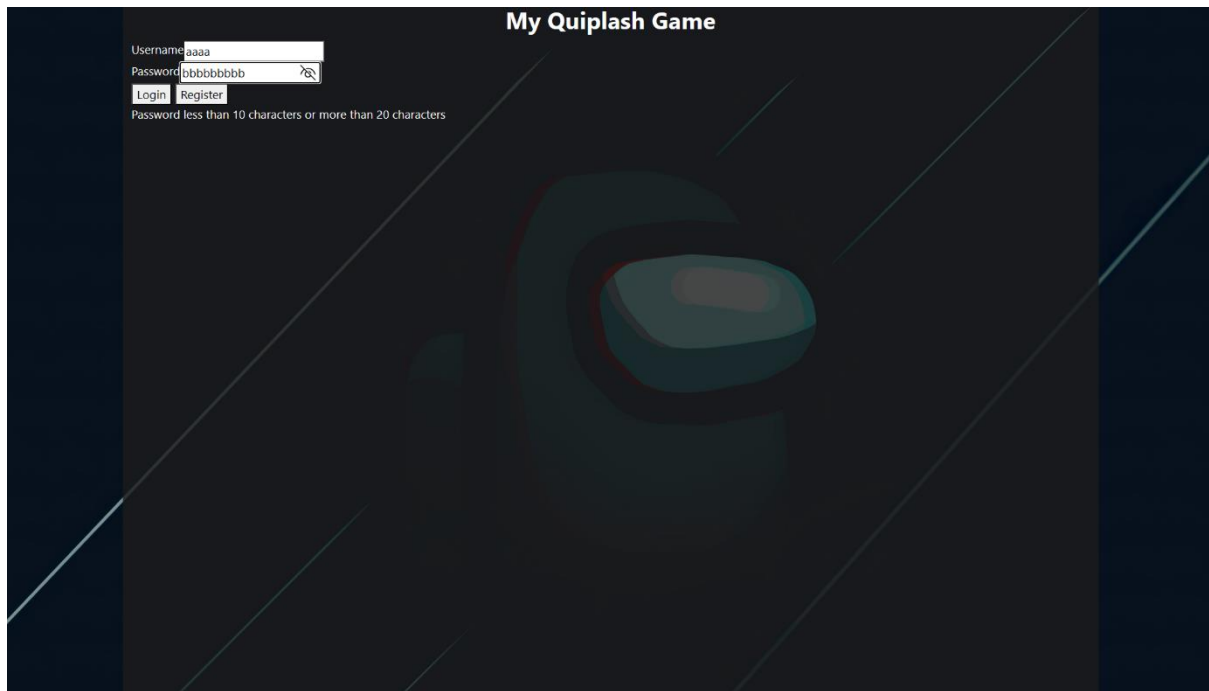 My Quiplash Game
Username aaaa
Password bbbbbbbbb
Login Register
Password less than 10 characters or more than 20 characters